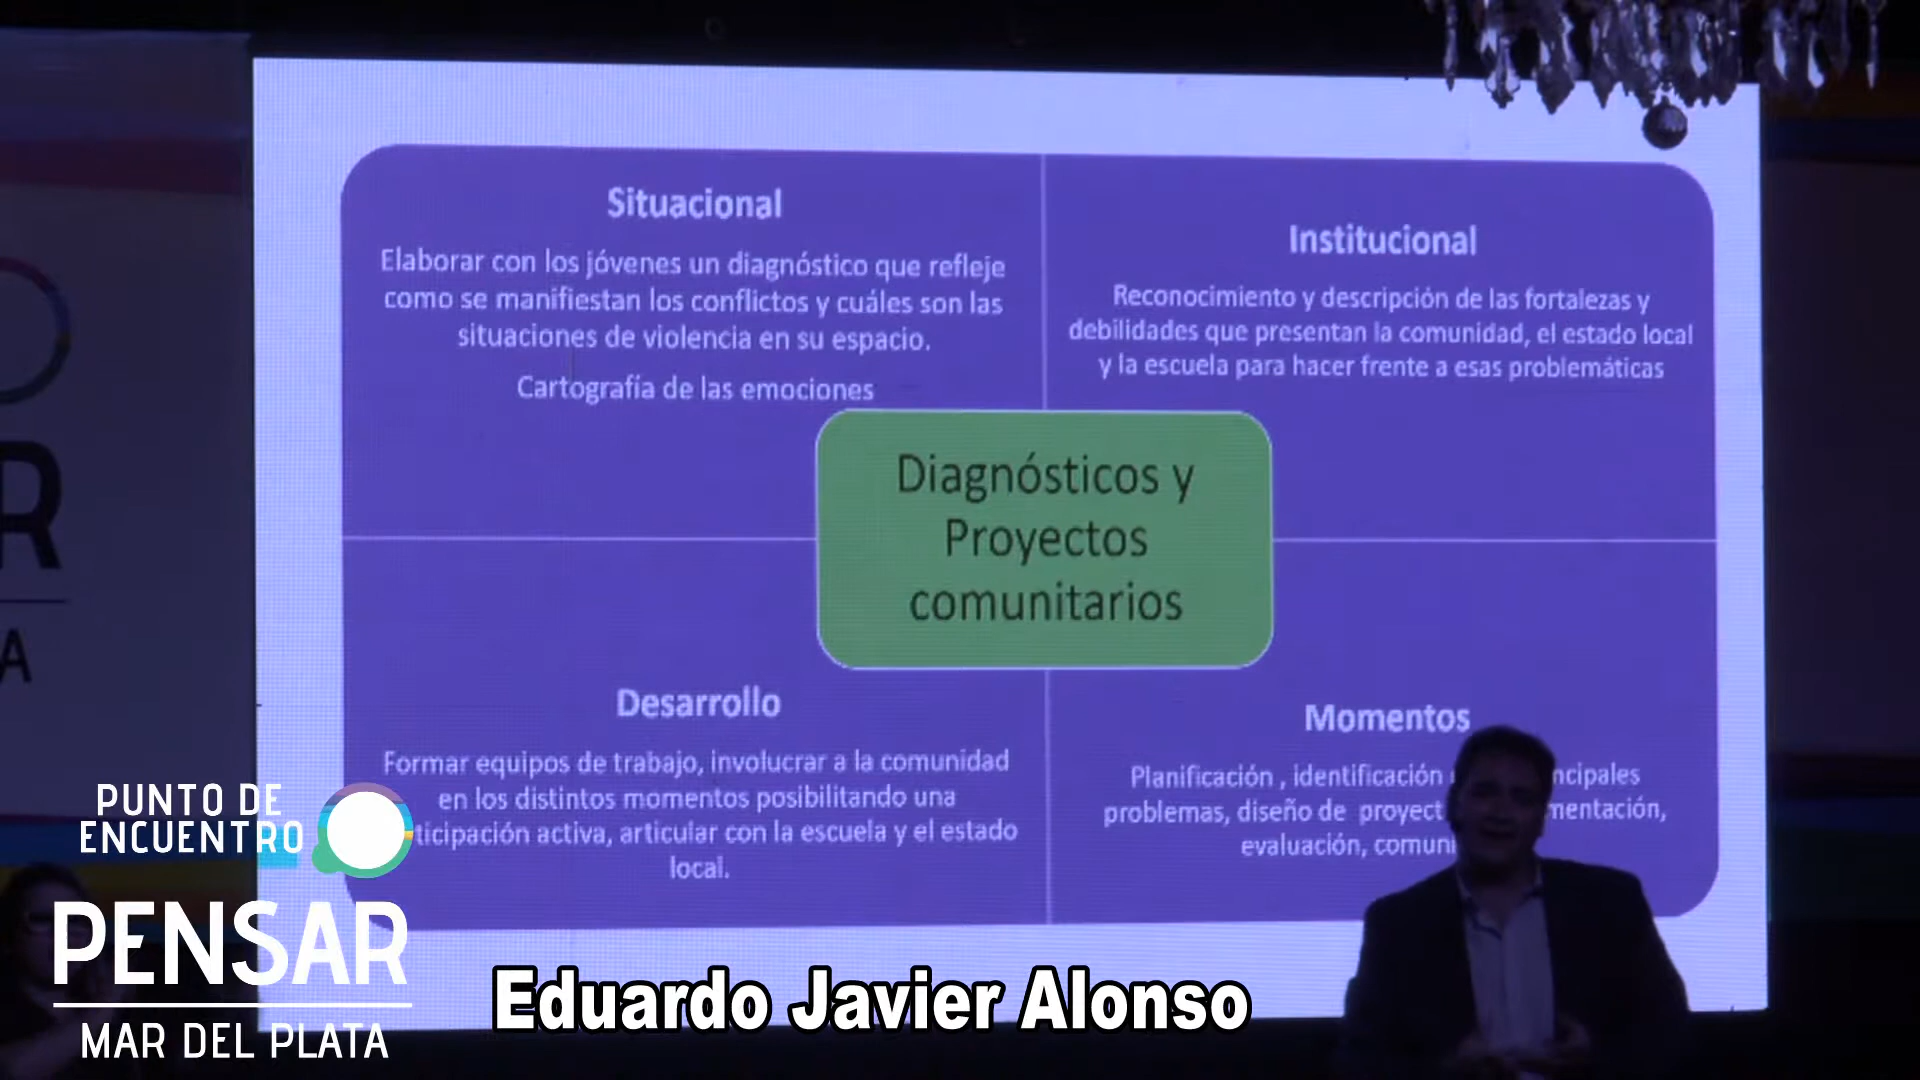 Situacional
Elaborar con los jóvenes un diagnóstico que refleje
como se manifiestan los conflictos y cuáles son las
situaciones de violencia en su espacio.
Cartografía de las emociones
Institucional
Reconocimiento y descripción de las fortalezas y
debilidades que presentan la comunidad, el estado local
y la escuela para hacer frente a esas problemáticas
Diagnósticos y
Proyectos
comunitarios
Desarrollo
Formar equipos de trabajo, involucrar a la comunidad
en los distintos momentos posibilitando una
ticipación activa, articular con la escuela y el estado
local.
Momentos
Planificación , identificación ncipales
problemas, diseño de proyect mentación,
evaluación, comuni
PUNTO DE
ENCUENTRO
PENSAR
MAR DEL PLATA
Eduardo Javier Alonso
R
A